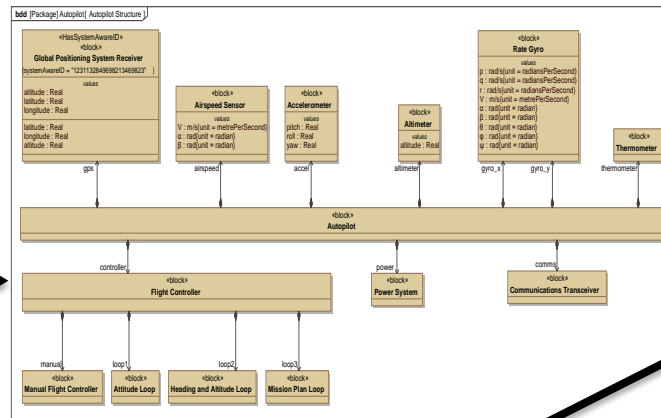 bdd [Package] Autopilot[ Autopilot Structure ]
«HasSystemAwareID»
«block»
Global Positioning System Receiver
{systemAwareID = "1231132849698213469823" }
values
altitude : Real
latitude : Real
longitude : Real
latitude : Real
longitude : Real
altitude : Real
gps
«block»
Airspeed Sensor
values
V : m/s{unit = metrePerSecond}
α : rad{unit = radian}
β : rad{unit = radian}
airspeed
«block»
Accelerometer
values
pitch : Real
roll : Real
yaw : Real
accel
«block»
Altimeter
values
altitude : Real
altimeter
«block»
Rate Gyro
values
p : rad/s{unit = radiansPerSecond}
q : rad/s{unit = radiansPerSecond}
r : rad/s{unit = radiansPerSecond}
V : m/s{unit = metrePerSecond}
α : rad{unit = radian}
β : rad{unit = radian}
θ : rad{unit = radian}
φ : rad{unit = radian}
ψ : rad{unit = radian}
gyro_x
gyro_y
«block»
Thermometer
thermometer
«block»
Autopilot
controller
power
comms
«block»
Flight Controller
«block»
Power System
«block»
Communications Transceiver
manual
loop1
loop2
loop3
«block»
Manual Flight Controller
«block»
Attitude Loop
«block»
Heading and Altitude Loop
«block»
Mission Plan Loop